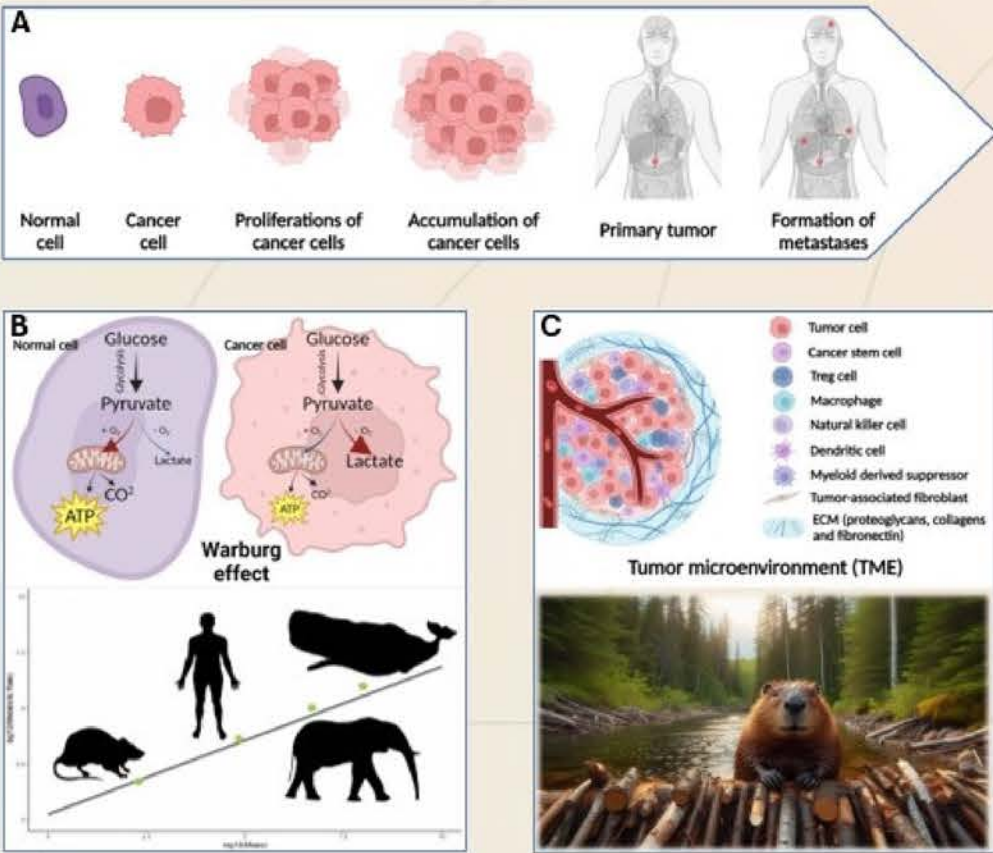 A
Normal
cell
Cancer
cell
Proliferations of
cancer cells
Accumulation of
cancer cells
Primary tumor
Formation of
metastases
B
Normal cell
Glucose
Glycolysis
Pyruvate
+ O₂
- O₂
Lactate
CO²
ATP
Cancer cell
Glucose
Glycolysis
Pyruvate
+ O₂
- O₂
Lactate
CO²
ATP
Warburg
effect
C
Tumor cell
Cancer stem cell
Treg cell
Macrophage
Natural killer cell
Dendritic cell
Myeloid derived suppressor
Tumor-associated fibroblast
ECM (proteoglycans, collagens
and fibronectin)
Tumor microenvironment (TME)